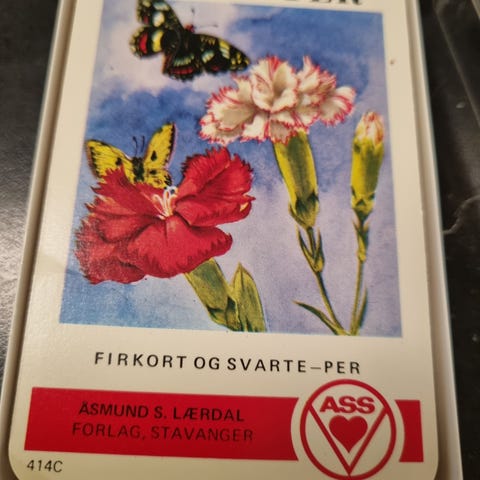 FIRKORT OG SVARTE–PER
ÅSMUND S. LÆRDAL
FORLAG, STAVANGER
ASS
414C